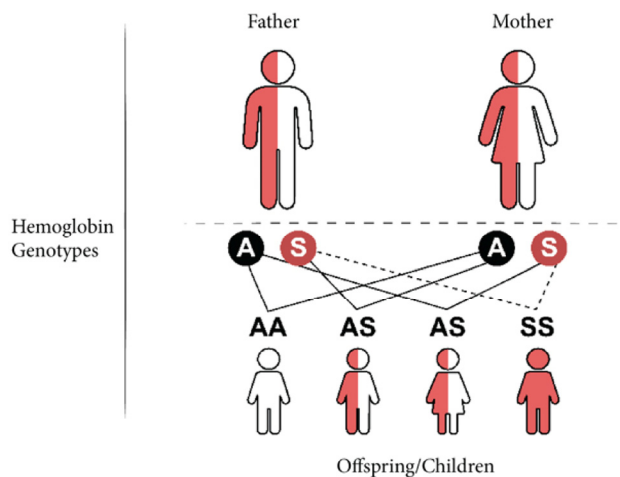 Father Mother
Hemoglobin
Genotypes
A S A S
AA AS AS SS
Offspring/Children